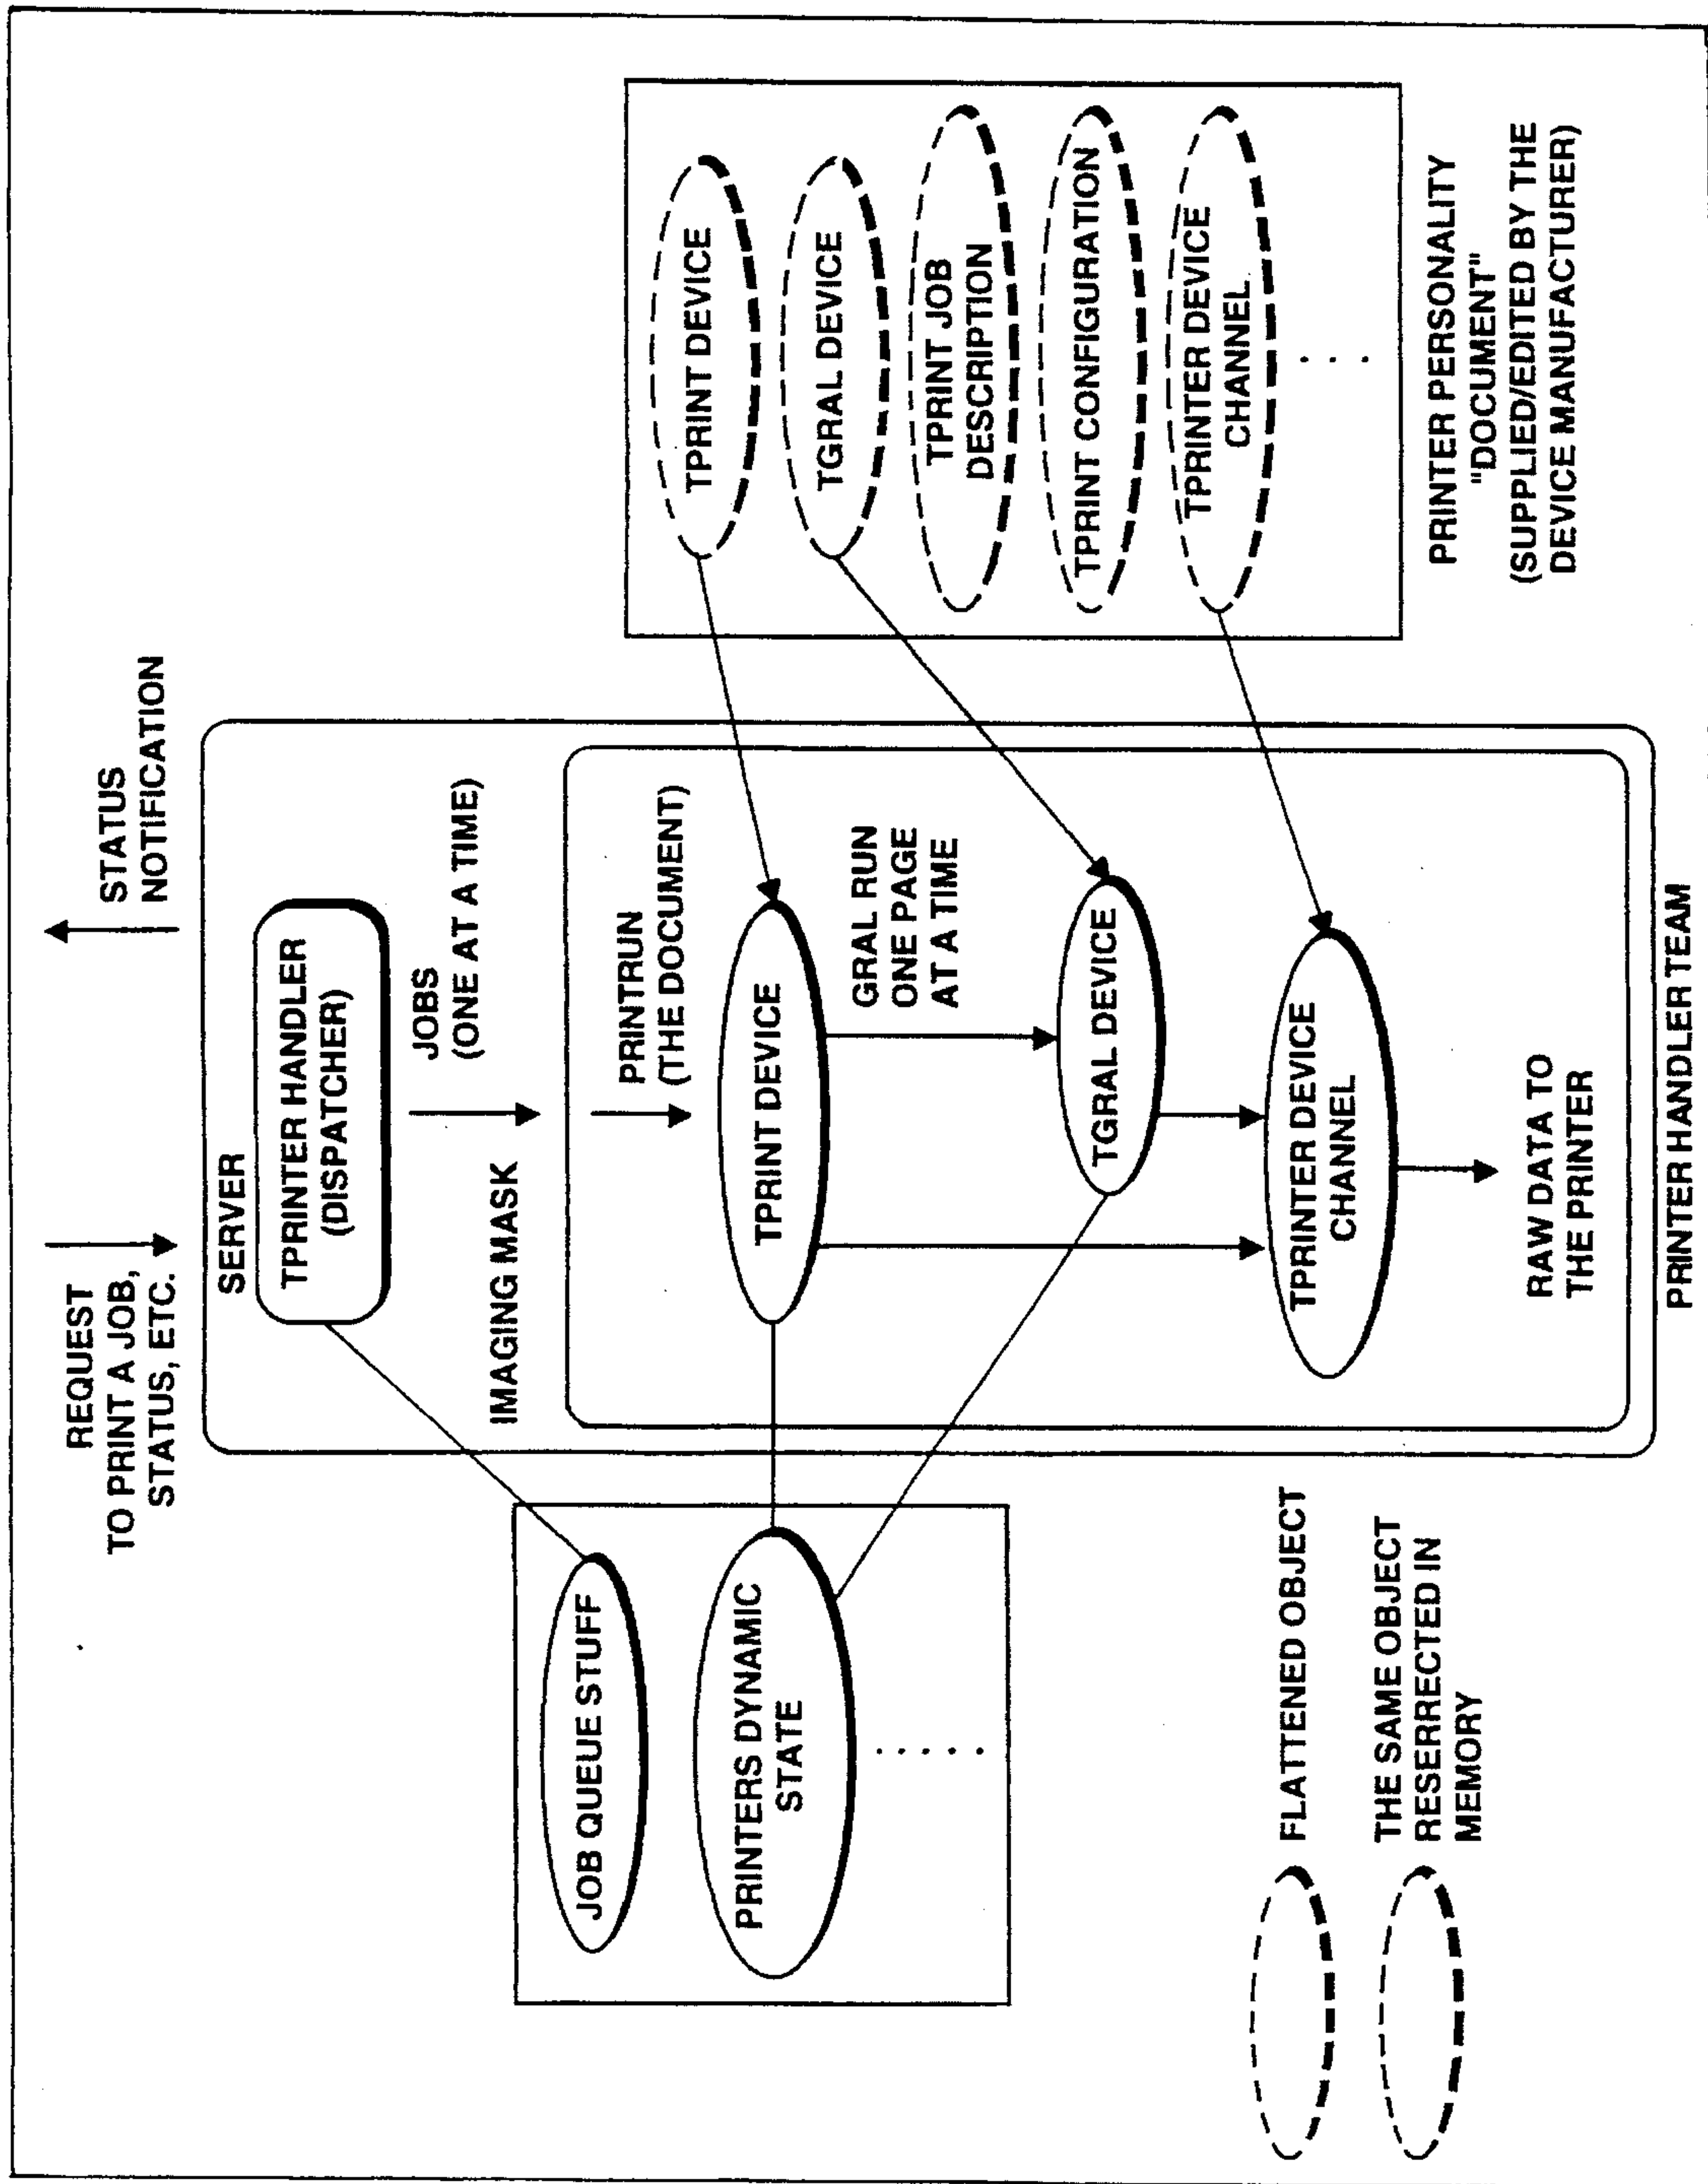 REQUEST
TO PRINT A JOB,
STATUS, ETC.
STATUS
NOTIFICATION
SERVER
TPRINTER HANDLER
(DISPATCHER)
JOBS
(ONE AT A TIME)
IMAGING MASK
PRINTRUN
(THE DOCUMENT)
TPRINT DEVICE
GRAL RUN
ONE PAGE
AT A TIME
TGRAL DEVICE
TPRINTER DEVICE
CHANNEL
RAW DATA TO
THE PRINTER
PRINTER HANDLER TEAM
JOB QUEUE STUFF
PRINTERS DYNAMIC
STATE
.....
TPRINT DEVICE
TGRAL DEVICE
TPRINT JOB
DESCRIPTION
TPRINT CONFIGURATION
TPRINTER DEVICE
CHANNEL
....
PRINTER PERSONALITY
"DOCUMENT"
(SUPPLIED/EDITED BY THE
DEVICE MANUFACTURER)
FLATTENED OBJECT
THE SAME OBJECT
RESERRECTED IN
MEMORY